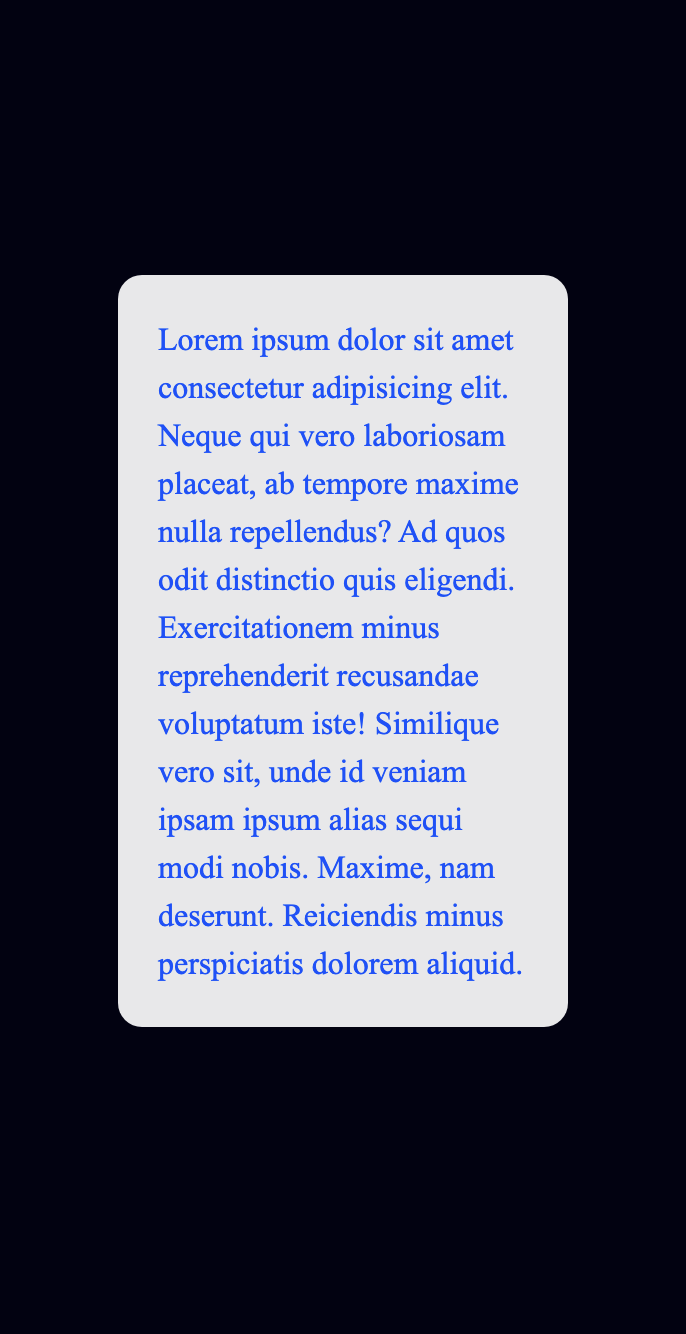 Lorem ipsum dolor sit amet
consectetur adipisicing elit.
Neque qui vero laboriosam
placeat, ab tempore maxime
nulla repellendus? Ad quos
odit distinctio quis eligendi.
Exercitationem minus
reprehenderit recusandae
voluptatum iste! Similique
vero sit, unde id veniam
ipsam ipsum alias sequi
modi nobis. Maxime, nam
deserunt. Reiciendis minus
perspiciatis dolorem aliquid.